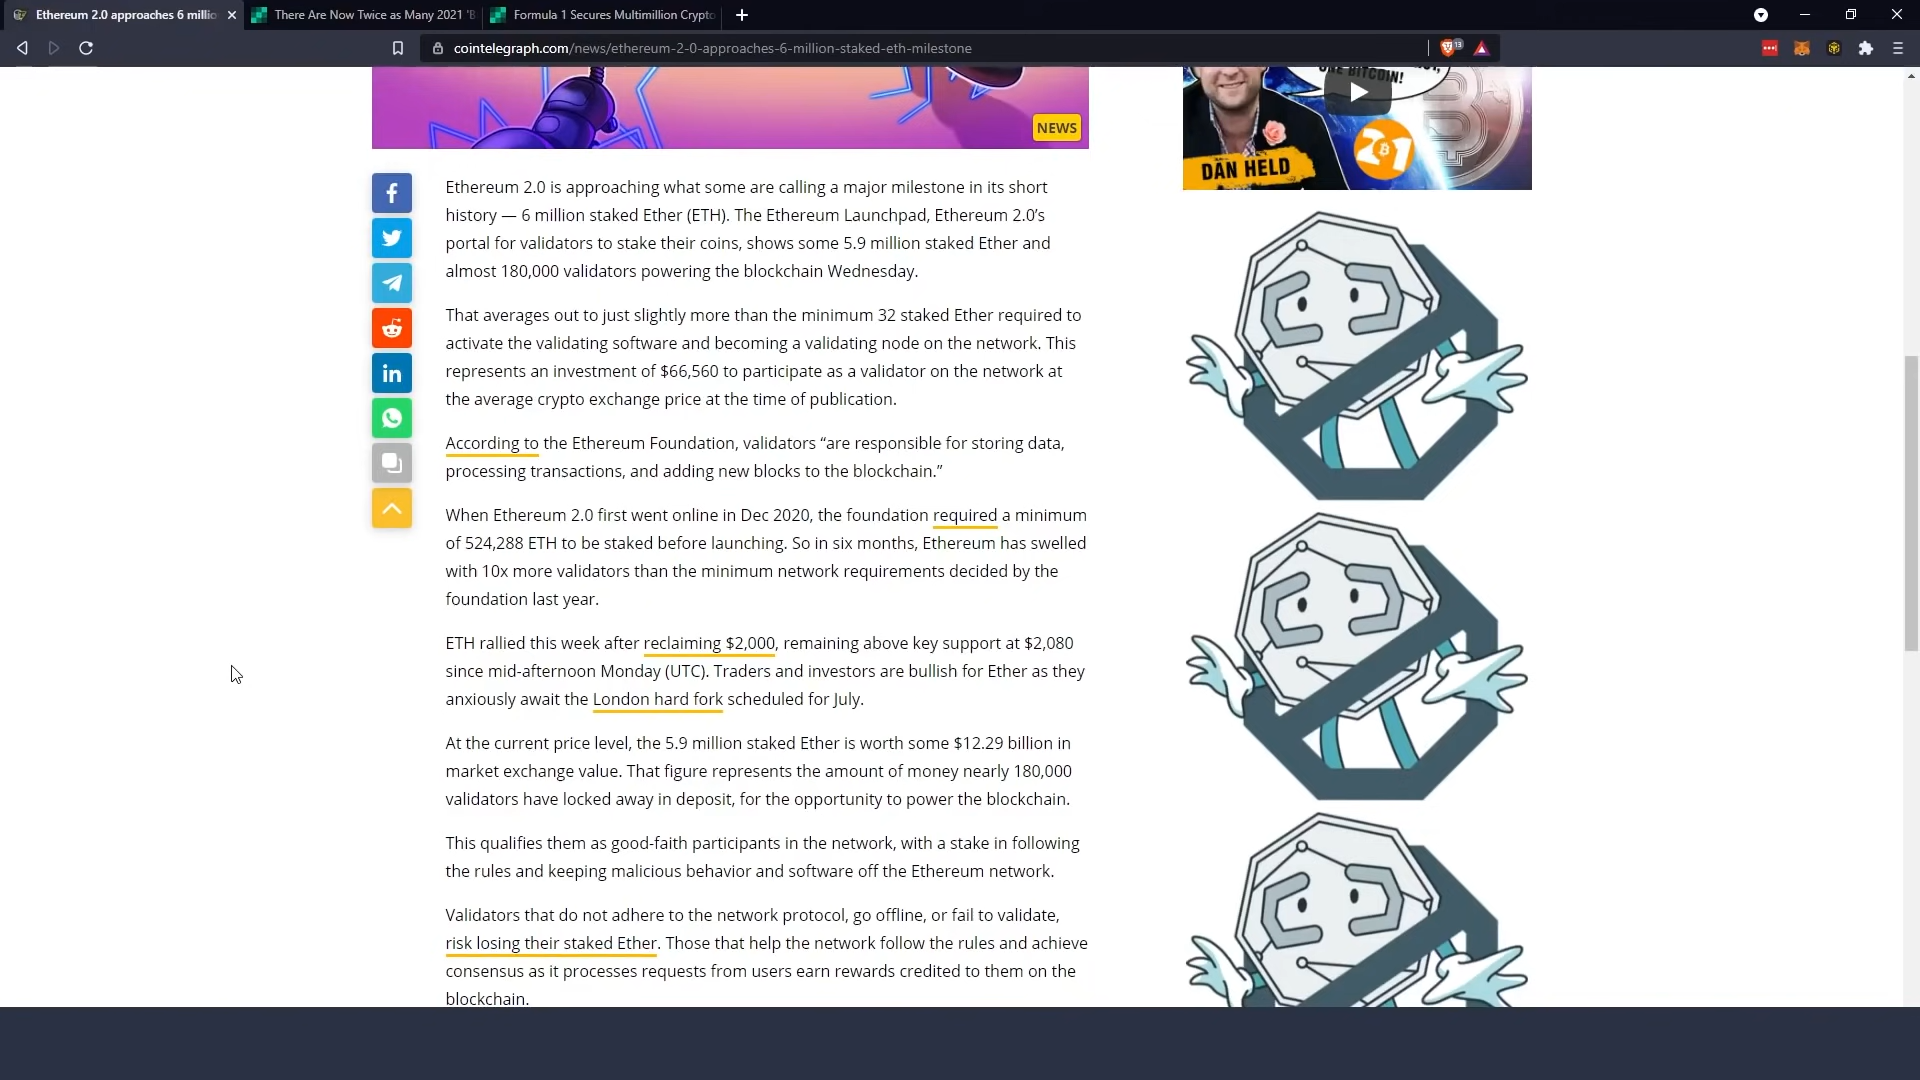 Ethereum 2.0 approaches 6 millio
There Are Now Twice as Many 2021 'B
Formula 1 Secures Multimillion Crypto
cointelegraph.com/news/ethereum-2-0-approaches-6-million-staked-eth-milestone
13
ONE BITCOIN!
NEWS
DAN HELD
21
Ethereum 2.0 is approaching what some are calling a major milestone in its short
history — 6 million staked Ether (ETH). The Ethereum Launchpad, Ethereum 2.0’s
portal for validators to stake their coins, shows some 5.9 million staked Ether and
almost 180,000 validators powering the blockchain Wednesday.
That averages out to just slightly more than the minimum 32 staked Ether required to
activate the validating software and becoming a validating node on the network. This
represents an investment of $66,560 to participate as a validator on the network at
the average crypto exchange price at the time of publication.
According to the Ethereum Foundation, validators “are responsible for storing data,
processing transactions, and adding new blocks to the blockchain.”
When Ethereum 2.0 first went online in Dec 2020, the foundation required a minimum
of 524,288 ETH to be staked before launching. So in six months, Ethereum has swelled
with 10x more validators than the minimum network requirements decided by the
foundation last year.
ETH rallied this week after reclaiming $2,000, remaining above key support at $2,080
since mid-afternoon Monday (UTC). Traders and investors are bullish for Ether as they
anxiously await the London hard fork scheduled for July.
At the current price level, the 5.9 million staked Ether is worth some $12.29 billion in
market exchange value. That figure represents the amount of money nearly 180,000
validators have locked away in deposit, for the opportunity to power the blockchain.
This qualifies them as good-faith participants in the network, with a stake in following
the rules and keeping malicious behavior and software off the Ethereum network.
Validators that do not adhere to the network protocol, go offline, or fail to validate,
risk losing their staked Ether. Those that help the network follow the rules and achieve
consensus as it processes requests from users earn rewards credited to them on the
blockchain.